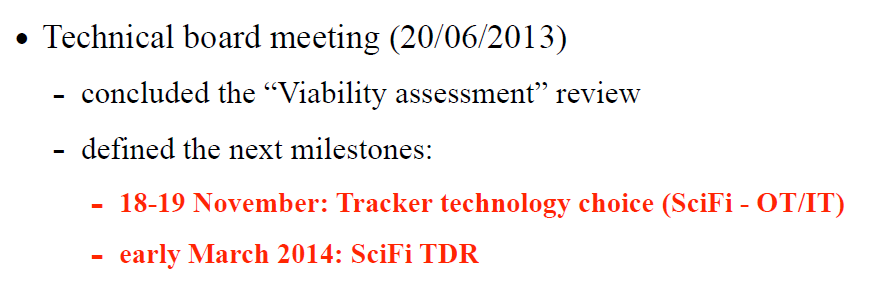 • Technical board meeting (20/06/2013)
- concluded the “Viability assessment” review
- defined the next milestones:
- 18-19 November: Tracker technology choice (SciFi - OT/IT)
- early March 2014: SciFi TDR